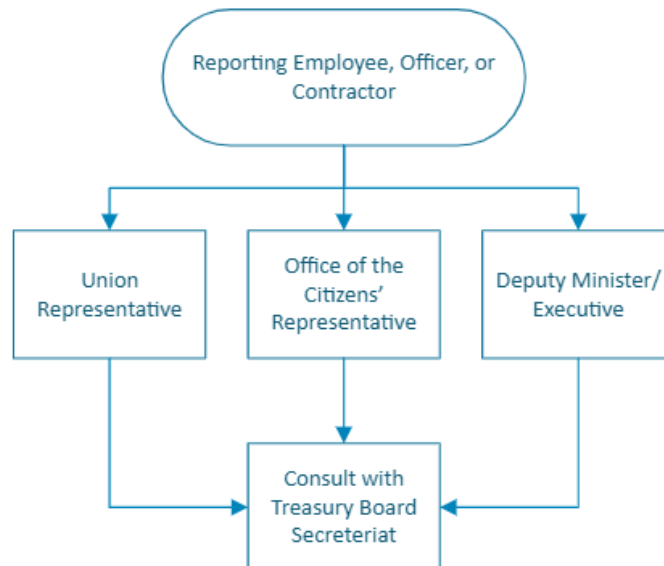 Reporting Employee, Officer, or
Contractor
Union
Representative
Office of the
Citizens’
Representative
Deputy Minister/
Executive
Consult with
Treasury Board
Secreteriat